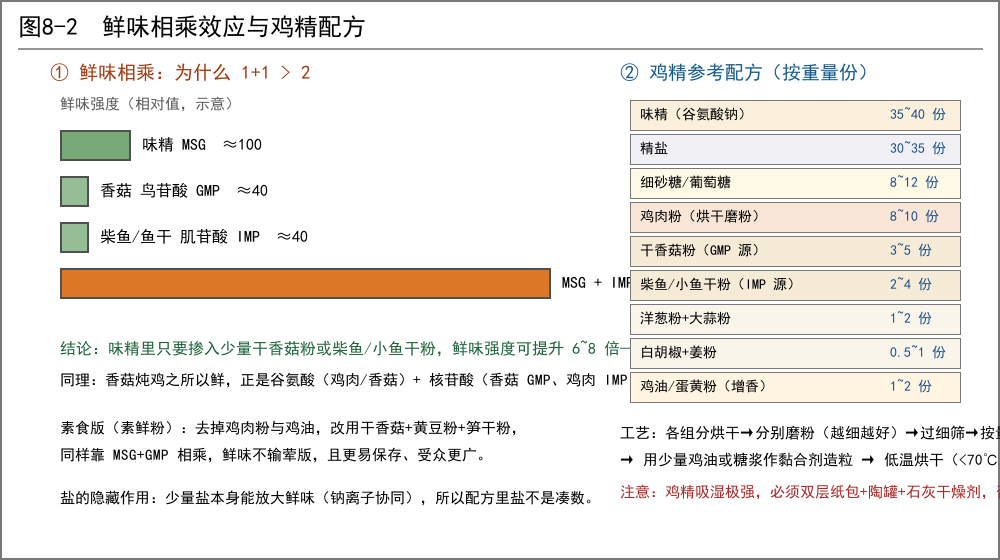 图8-2  鲜味相乘效应与鸡精配方
① 鲜味相乘：为什么 1+1 > 2
鲜味强度（相对值，示意）
味精 MSG  ≈100
香菇 鸟苷酸 GMP  ≈40
柴鱼/鱼干 肌苷酸 IMP  ≈40
MSG + IMP
结论：味精里只要掺入少量干香菇粉或柴鱼/小鱼干粉，鲜味强度可提升 6~8 倍—
同理：香菇炖鸡之所以鲜，正是谷氨酸（鸡肉/香菇）+ 核苷酸（香菇 GMP、鸡肉 IMP
素食版（素鲜粉）：去掉鸡肉粉与鸡油，改用干香菇+黄豆粉+笋干粉，
同样靠 MSG+GMP 相乘，鲜味不输荤版，且更易保存、受众更广。
盐的隐藏作用：少量盐本身能放大鲜味（钠离子协同），所以配方里盐不是凑数。
② 鸡精参考配方（按重量份）
味精（谷氨酸钠） 35~40 份
精盐 30~35 份
细砂糖/葡萄糖 8~12 份
鸡肉粉（烘干磨粉） 8~10 份
干香菇粉（GMP 源） 3~5 份
柴鱼/小鱼干粉（IMP 源） 2~4 份
洋葱粉+大蒜粉 1~2 份
白胡椒+姜粉 0.5~1 份
鸡油/蛋黄粉（增香） 1~2 份
工艺：各组分烘干→分别磨粉（越细越好）→过细筛→按
→ 用少量鸡油或糖浆作黏合剂造粒 → 低温烘干（<70℃
注意：鸡精吸湿极强，必须双层纸包+陶罐+石灰干燥剂，